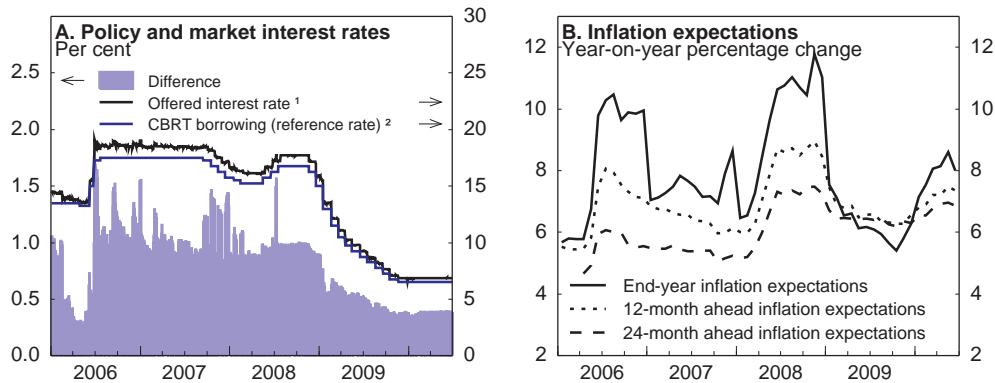 A. Policy and market interest rates
Per cent
Difference
Offered interest rate ¹
CBRT borrowing (reference rate) ²
2.5
2.0
1.5
1.0
0.5
0.0
30
25
20
15
10
5
0
2006 2007 2008 2009
B. Inflation expectations
Year-on-year percentage change
12
10
8
6
4
2
12
10
8
6
4
2
End-year inflation expectations
12-month ahead inflation expectations
24-month ahead inflation expectations
2006 2007 2008 2009